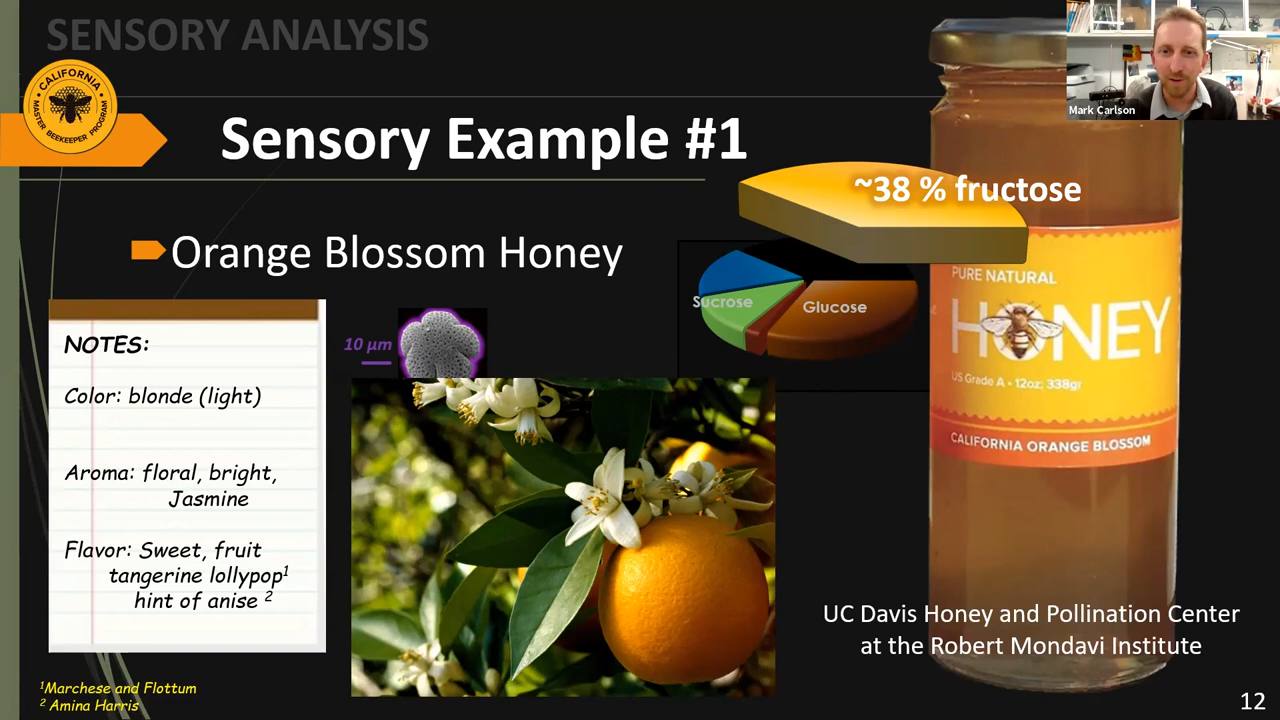 SENSORY ANALYSIS
CALIFORNIA
MASTER BEEKEEPER PROGRAM
Mark Carlson
Sensory Example #1
~38 % fructose
Orange Blossom Honey
Sucrose
Glucose
NOTES:
Color: blonde (light)
Aroma: floral, bright,
Jasmine
Flavor: Sweet, fruit
tangerine lollypop¹
hint of anise ²
10 µm
PURE NATURAL
HONEY
US Grade A • 12oz; 338gr
CALIFORNIA ORANGE BLOSSOM
UC Davis Honey and Pollination Center
at the Robert Mondavi Institute
¹Marchese and Flottum
² Amina Harris
12